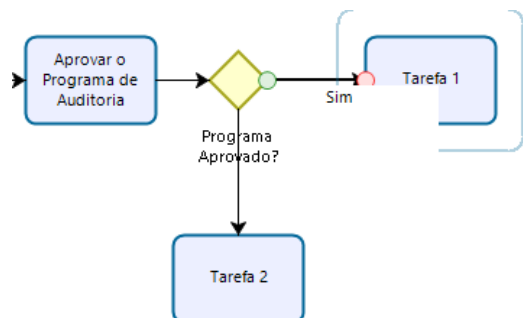 Aprovar o
Programa de
Auditoria
Tarefa 1
Sim
Programa
Aprovado?
Tarefa 2